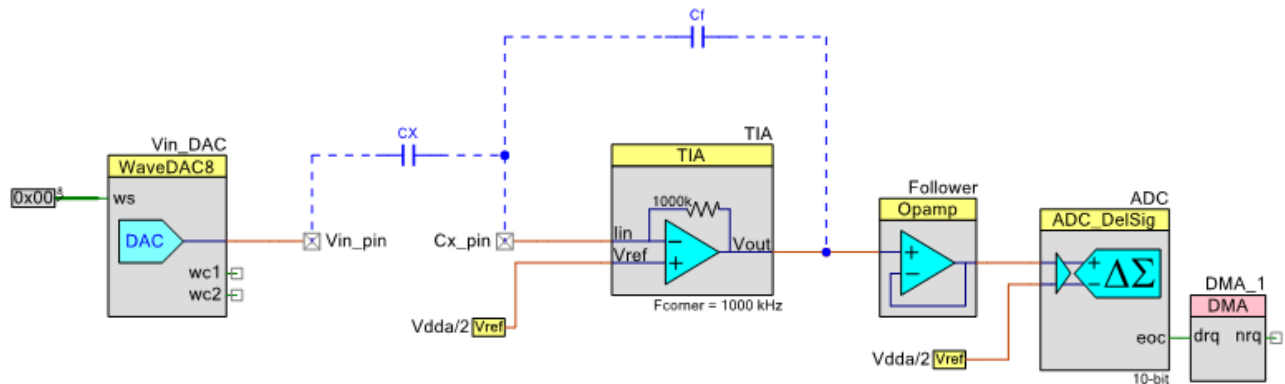 Cf
Vin_DAC
WaveDAC8
0x00
8
ws
DAC
wc1
wc2
CX
Vin_pin
Cx_pin
TIA
TIA
1000k
Iin
Vref
Vout
Fcorner = 1000 kHz
Vdda/2 Vref
Follower
Opamp
ADC
ADC_DelSig
ΔΣ
eoc
10-bit
Vdda/2 Vref
DMA_1
DMA
drq nrq